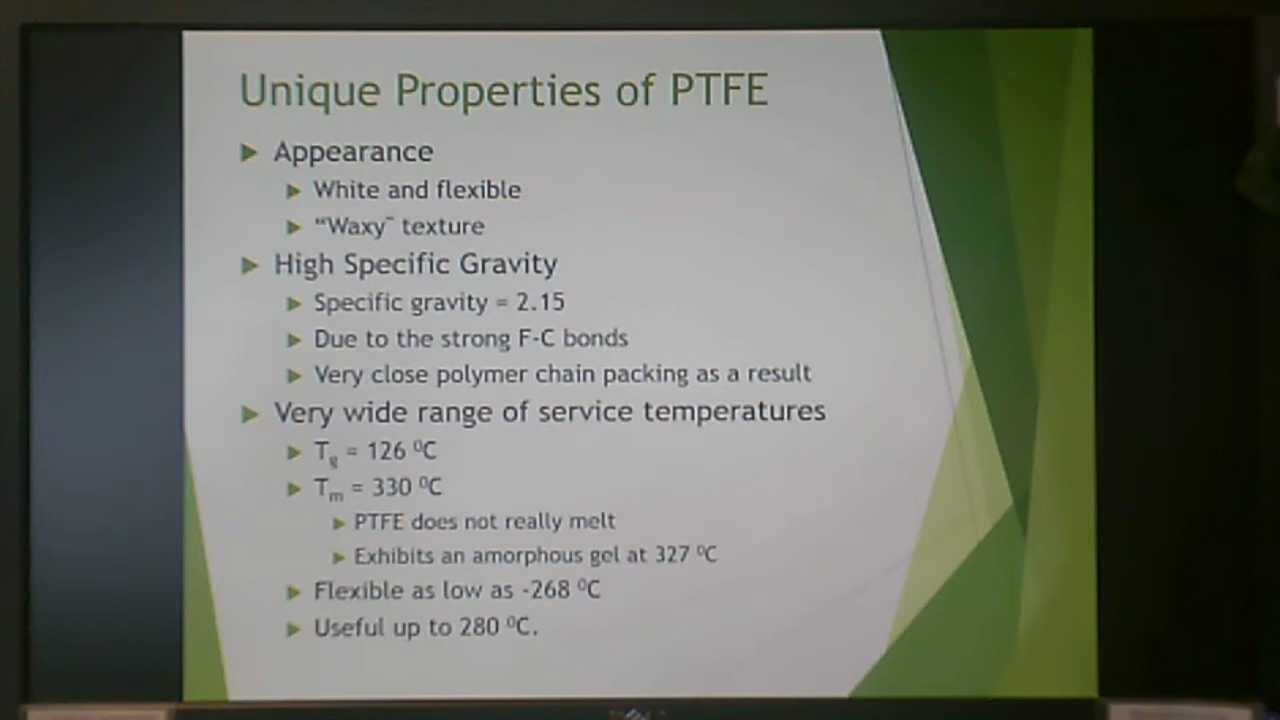 Unique Properties of PTFE
Appearance
White and flexible
"Waxy" texture
High Specific Gravity
Specific gravity = 2.15
Due to the strong F-C bonds
Very close polymer chain packing as a result
Very wide range of service temperatures
Tg = 126 ⁰C
Tm = 330 ⁰C
PTFE does not really melt
Exhibits an amorphous gel at 327 ⁰C
Flexible as low as -268 ⁰C
Useful up to 280 ⁰C.